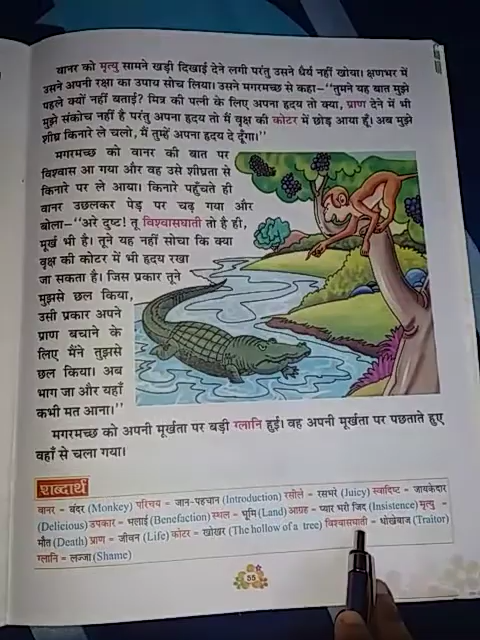 वानर को मृत्यु सामने खड़ी दिखाई देने लगी परंतु उसने धैर्य नहीं खोया। क्षणभर में
उसने अपनी रक्षा का उपाय सोच लिया। उसने मगरमच्छ से कहा–"तुमने यह बात मुझे
पहले क्यों नहीं बताई? मित्र की पत्नी के लिए अपना हृदय तो क्या, प्राण देने में भी
मुझे संकोच नहीं है परंतु अपना हृदय तो मैं वृक्ष की कोटर में छोड़ आया हूँ। अब मुझे
शीघ्र किनारे ले चलो, मैं तुम्हें अपना हृदय दे दूँगा।"
मगरमच्छ को वानर की बात पर
विश्वास आ गया और वह उसे शीघ्रता से
किनारे पर ले आया। किनारे पहुँचते ही
वानर उछलकर पेड़ पर चढ़ गया और
बोला–"अरे दुष्ट! तू विश्वासघाती तो है ही,
मूर्ख भी है। तूने यह नहीं सोचा कि क्या
वृक्ष की कोटर में भी हृदय रखा
जा सकता है। जिस प्रकार तूने
मुझसे छल किया,
उसी प्रकार अपने
प्राण बचाने के
लिए मैंने तुझसे
छल किया। अब
भाग जा और यहाँ
कभी मत आना।"
मगरमच्छ को अपनी मूर्खता पर बड़ी ग्लानि हुई। वह अपनी मूर्खता पर पछताते हुए
वहाँ से चला गया।
शब्दार्थ
वानर – बंदर (Monkey) परिचय – जान-पहचान (Introduction) रसीले – रसभरे (Juicy) स्वादिष्ट – जायकेदार
(Delicious) उपकार – भलाई (Benefaction) स्थल – भूमि (Land) आग्रह – प्यार भरी जिद (Insistence) मृत्यु –
मौत (Death) प्राण – जीवन (Life) कोटर – खोखर (The hollow of a tree) विश्वासघाती – धोखेबाज (Traitor)
ग्लानि – लज्जा (Shame)
55